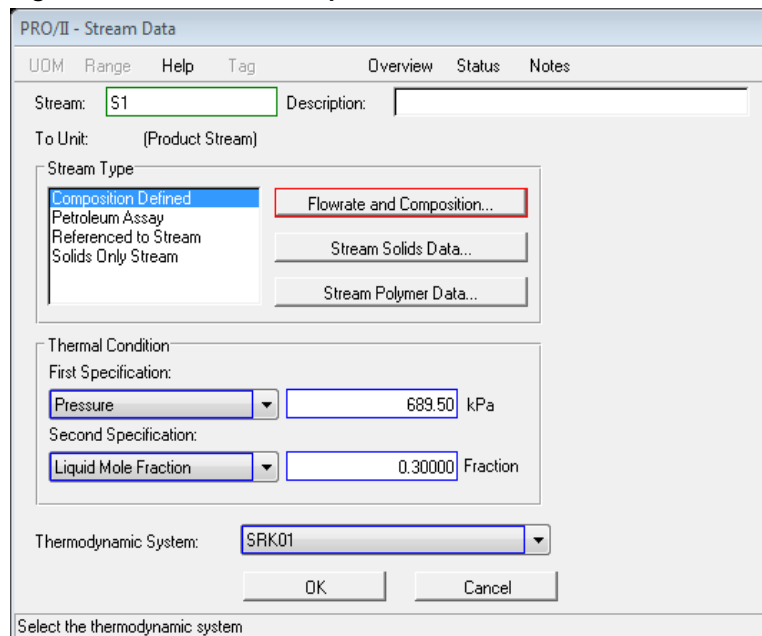 PRO/II - Stream Data
UOM Range Help Tag Overview Status Notes
Stream: S1 Description:
To Unit: (Product Stream)
Stream Type
Composition Defined
Petroleum Assay
Referenced to Stream
Solids Only Stream
Flowrate and Composition...
Stream Solids Data...
Stream Polymer Data...
Thermal Condition
First Specification:
Pressure 689.50 kPa
Second Specification:
Liquid Mole Fraction 0.30000 Fraction
Thermodynamic System: SRK01
OK Cancel
Select the thermodynamic system